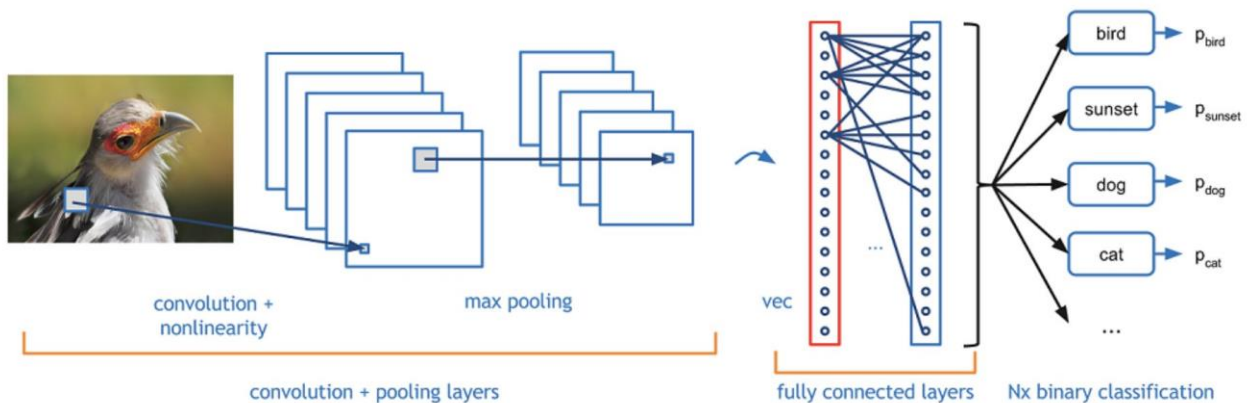 bird
p_bird
sunset
p_sunset
dog
p_dog
cat
p_cat
...
...
convolution +
nonlinearity
max pooling
vec
convolution + pooling layers
fully connected layers
Nx binary classification